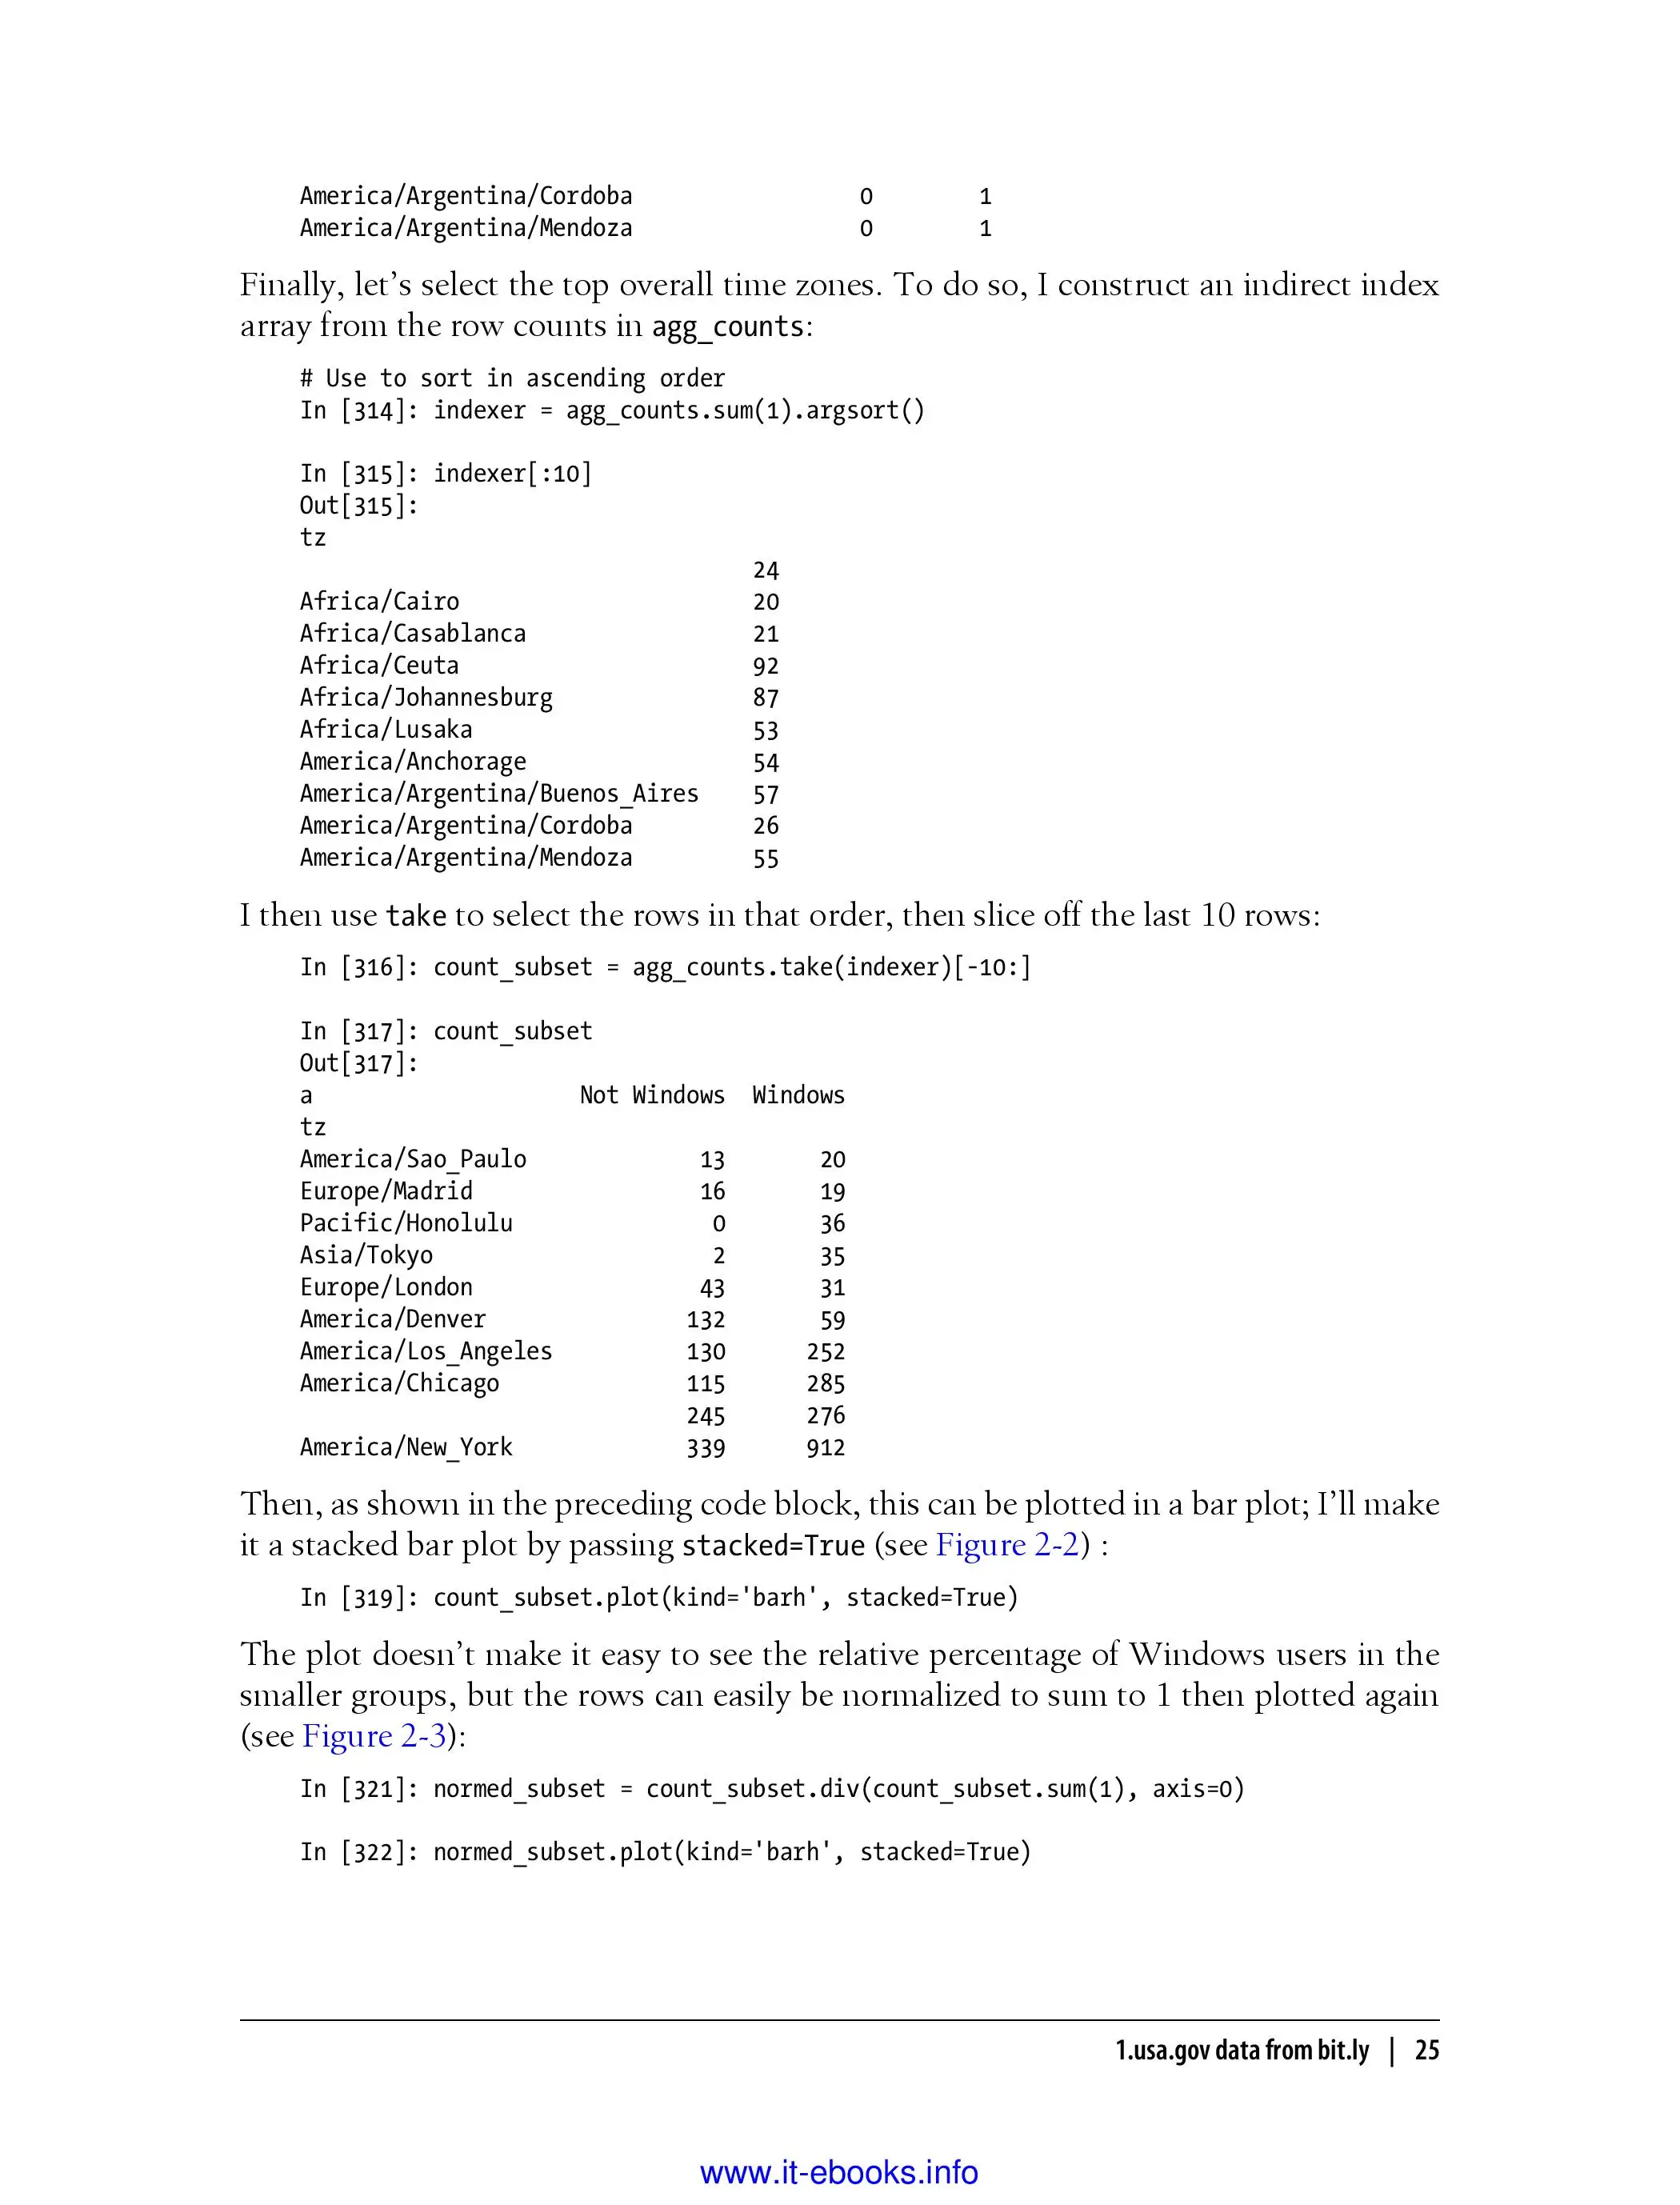 America/Argentina/Cordoba                 0        1
America/Argentina/Mendoza                 0        1
Finally, let’s select the top overall time zones. To do so, I construct an indirect index
array from the row counts in agg_counts:
# Use to sort in ascending order
In [314]: indexer = agg_counts.sum(1).argsort()
In [315]: indexer[:10]
Out[315]:
tz
                                  24
Africa/Cairo                      20
Africa/Casablanca                 21
Africa/Ceuta                      92
Africa/Johannesburg               87
Africa/Lusaka                     53
America/Anchorage                 54
America/Argentina/Buenos_Aires    57
America/Argentina/Cordoba         26
America/Argentina/Mendoza         55
I then use take to select the rows in that order, then slice off the last 10 rows:
In [316]: count_subset = agg_counts.take(indexer)[-10:]
In [317]: count_subset
Out[317]:
a                    Not Windows  Windows
tz
America/Sao_Paulo             13       20
Europe/Madrid                 16       19
Pacific/Honolulu               0       36
Asia/Tokyo                     2       35
Europe/London                 43       31
America/Denver               132       59
America/Los_Angeles          130      252
America/Chicago              115      285
                             245      276
America/New_York             339      912
Then, as shown in the preceding code block, this can be plotted in a bar plot; I’ll make
it a stacked bar plot by passing stacked=True (see Figure 2-2) :
In [319]: count_subset.plot(kind='barh', stacked=True)
The plot doesn’t make it easy to see the relative percentage of Windows users in the
smaller groups, but the rows can easily be normalized to sum to 1 then plotted again
(see Figure 2-3):
In [321]: normed_subset = count_subset.div(count_subset.sum(1), axis=0)
In [322]: normed_subset.plot(kind='barh', stacked=True)
1.usa.gov data from bit.ly | 25
www.it-ebooks.info